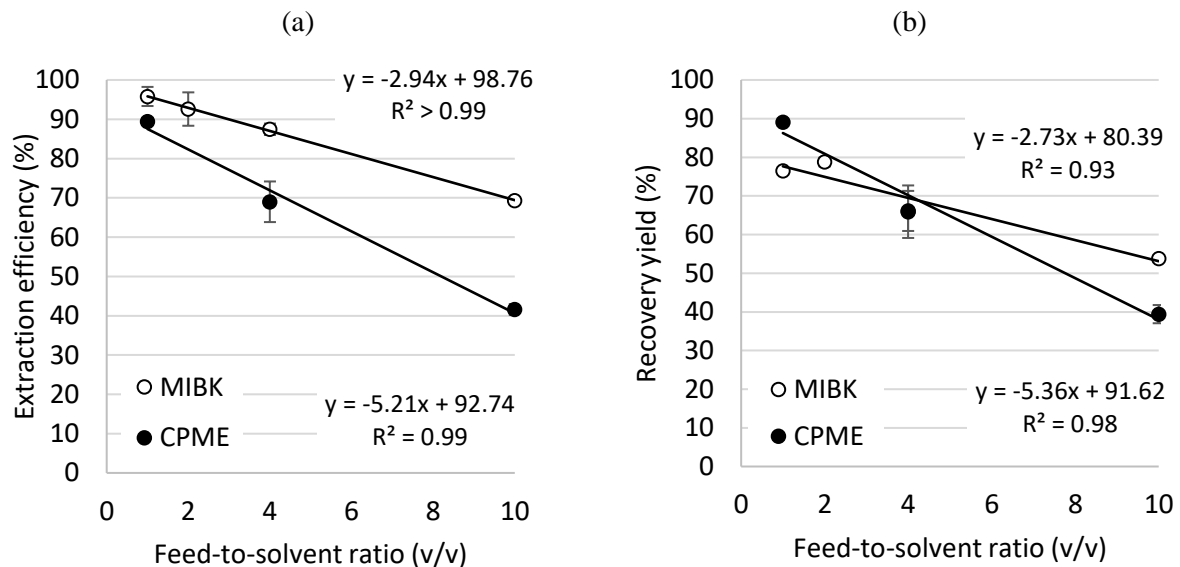 (a)
y = -2.94x + 98.76
R² > 0.99
100
90
80
70
60
50
40
30
20
10
0
Extraction efficiency (%)
MIBK
CPME
y = -5.21x + 92.74
R² = 0.99
0 2 4 6 8 10
Feed-to-solvent ratio (v/v)
(b)
100
90
80
70
60
50
40
30
20
10
0
Recovery yield (%)
y = -2.73x + 80.39
R² = 0.93
MIBK
CPME
y = -5.36x + 91.62
R² = 0.98
0 2 4 6 8 10
Feed-to-solvent ratio (v/v)